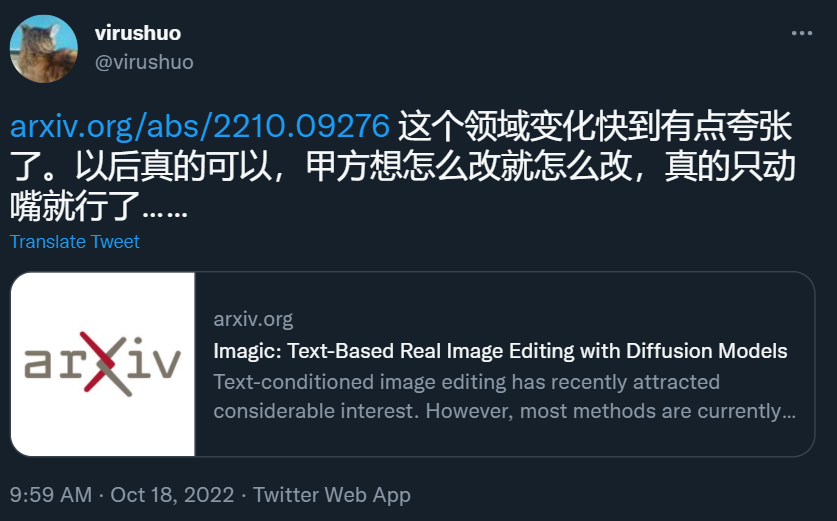 virushuo
@virushuo
arxiv.org/abs/2210.09276 这个领域变化快到有点夸张
了。以后真的可以，甲方想怎么改就怎么改，真的只动
嘴就行了……
Translate Tweet
arxiv.org
arXiv
Imagic: Text-Based Real Image Editing with Diffusion Models
Text-conditioned image editing has recently attracted
considerable interest. However, most methods are currently...
9:59 AM · Oct 18, 2022 · Twitter Web App